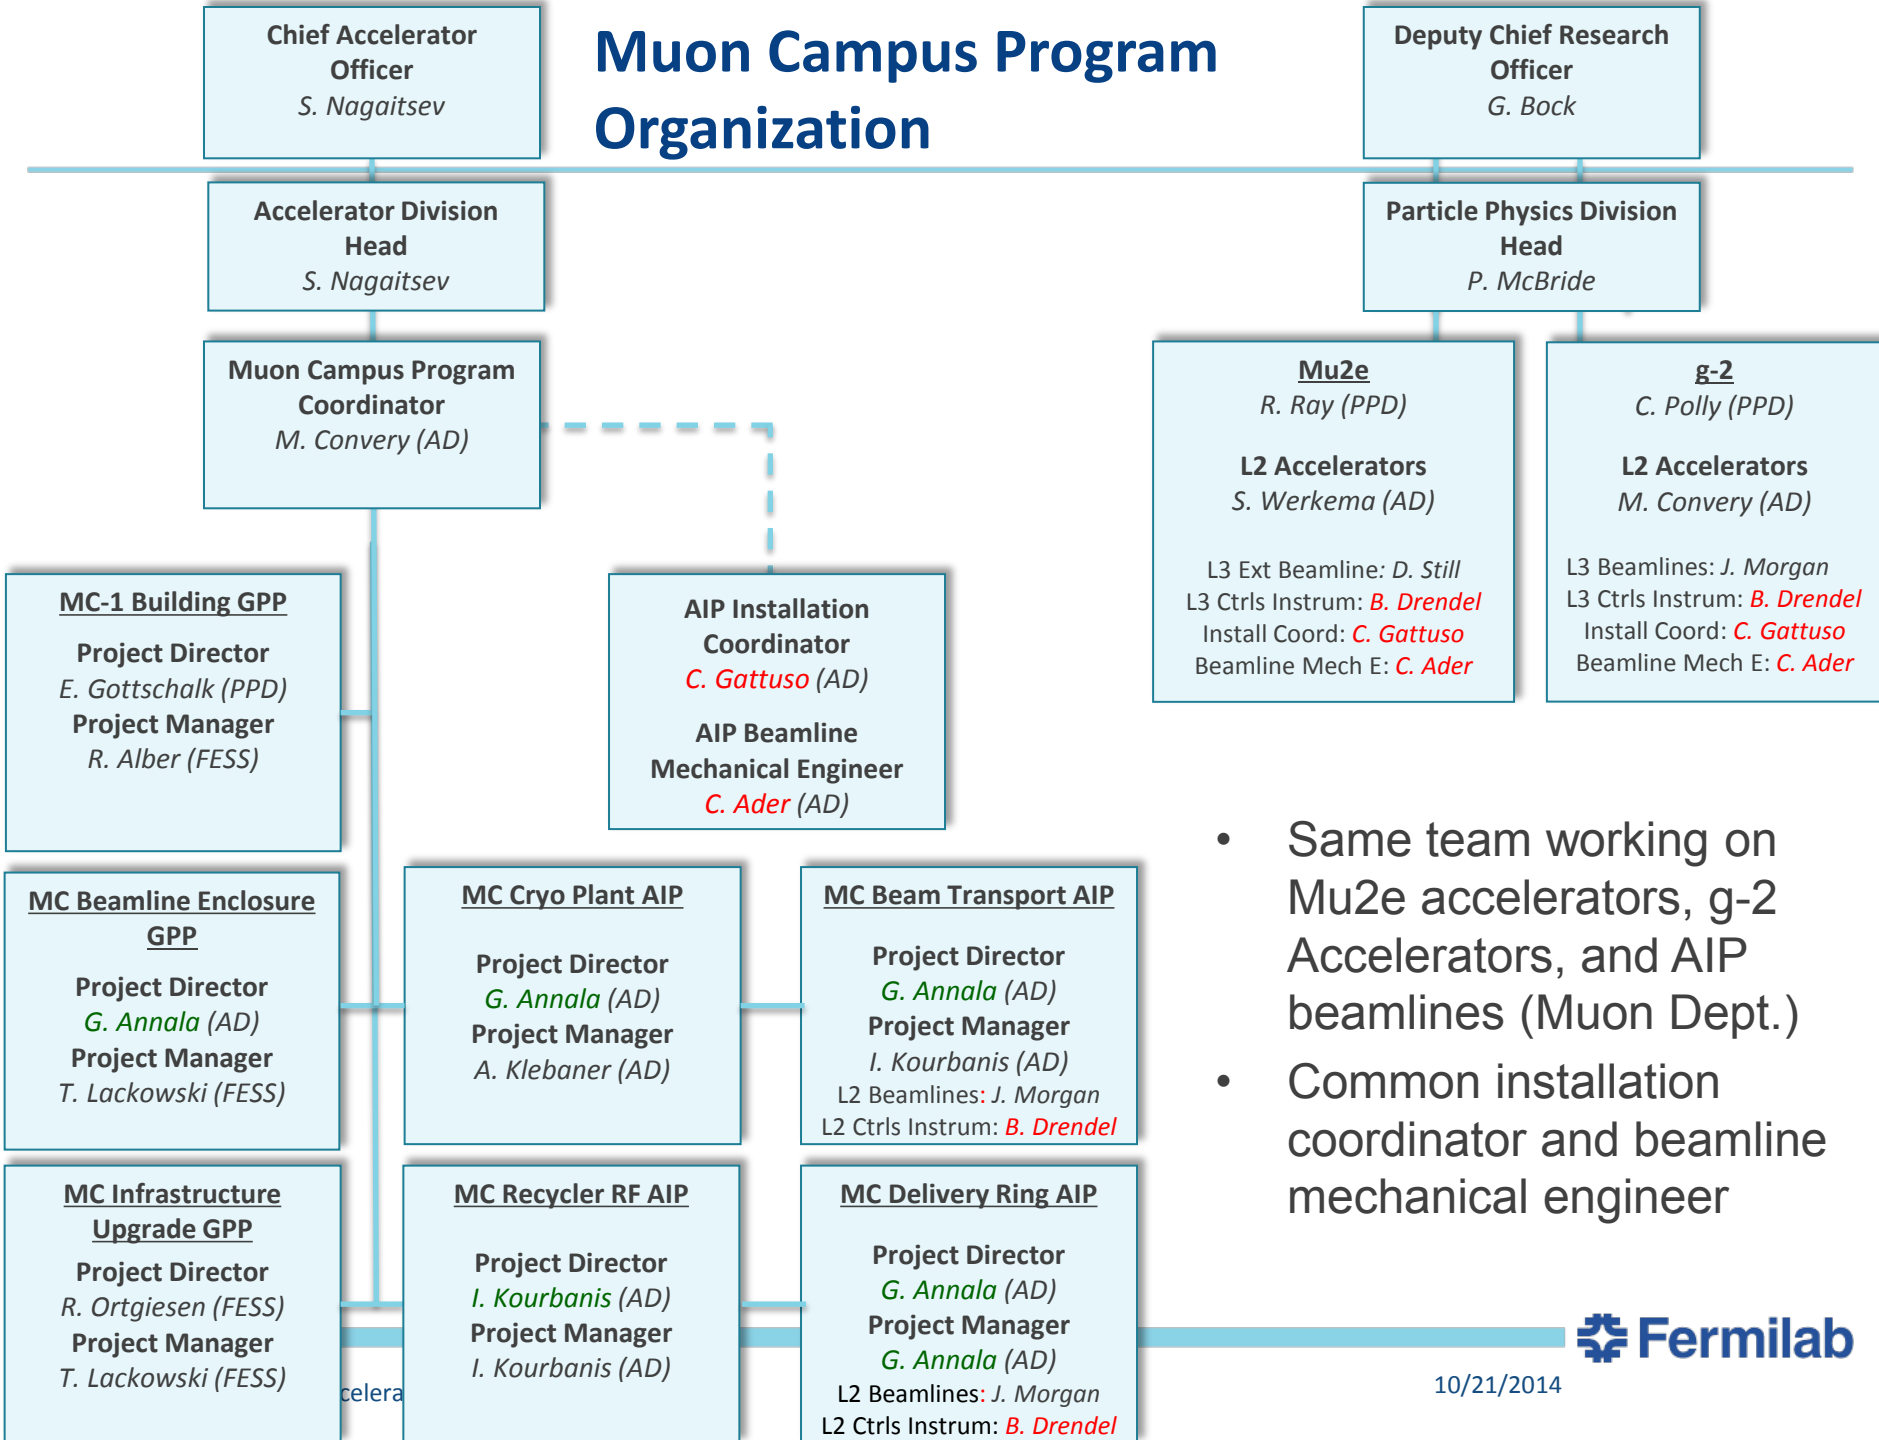 Chief Accelerator
Officer
S. Nagaitsev
Muon Campus Program
Organization
Deputy Chief Research
Officer
G. Bock
Accelerator Division
Head
S. Nagaitsev
Particle Physics Division
Head
P. McBride
Muon Campus Program
Coordinator
M. Convery (AD)
Mu2e
R. Ray (PPD)
L2 Accelerators
S. Werkema (AD)
L3 Ext Beamline: D. Still
L3 Ctrls Instrum: B. Drendel
Install Coord: C. Gattuso
Beamline Mech E: C. Ader
g-2
C. Polly (PPD)
L2 Accelerators
M. Convery (AD)
L3 Beamlines: J. Morgan
L3 Ctrls Instrum: B. Drendel
Install Coord: C. Gattuso
Beamline Mech E: C. Ader
MC-1 Building GPP
Project Director
E. Gottschalk (PPD)
Project Manager
R. Alber (FESS)
AIP Installation
Coordinator
C. Gattuso (AD)
AIP Beamline
Mechanical Engineer
C. Ader (AD)
MC Beamline Enclosure
GPP
Project Director
G. Annala (AD)
Project Manager
T. Lackowski (FESS)
MC Cryo Plant AIP
Project Director
G. Annala (AD)
Project Manager
A. Klebaner (AD)
MC Beam Transport AIP
Project Director
G. Annala (AD)
Project Manager
I. Kourbanis (AD)
L2 Beamlines: J. Morgan
L2 Ctrls Instrum: B. Drendel
• Same team working on
Mu2e accelerators, g-2
Accelerators, and AIP
beamlines (Muon Dept.)
• Common installation
coordinator and beamline
mechanical engineer
MC Infrastructure
Upgrade GPP
Project Director
R. Ortgiesen (FESS)
Project Manager
T. Lackowski (FESS)
MC Recycler RF AIP
Project Director
I. Kourbanis (AD)
Project Manager
I. Kourbanis (AD)
MC Delivery Ring AIP
Project Director
G. Annala (AD)
Project Manager
G. Annala (AD)
L2 Beamlines: J. Morgan
L2 Ctrls Instrum: B. Drendel
Fermilab
celera
10/21/2014